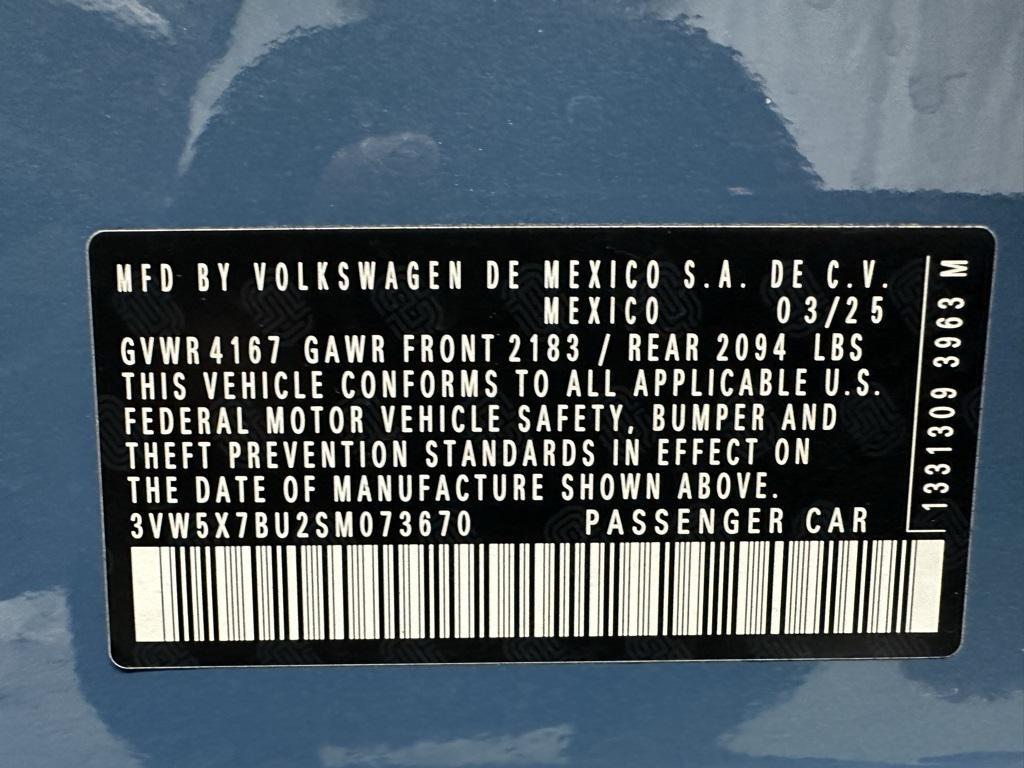 MFD BY VOLKSWAGEN DE MEXICO S.A. DE C.V.
MEXICO 03/25
GVWR 4167 GAWR FRONT 2183 / REAR 2094 LBS
THIS VEHICLE CONFORMS TO ALL APPLICABLE U.S.
FEDERAL MOTOR VEHICLE SAFETY, BUMPER AND
THEFT PREVENTION STANDARDS IN EFFECT ON
THE DATE OF MANUFACTURE SHOWN ABOVE.
3VW5X7BU2SM073670 PASSENGER CAR
1331309 3963 M